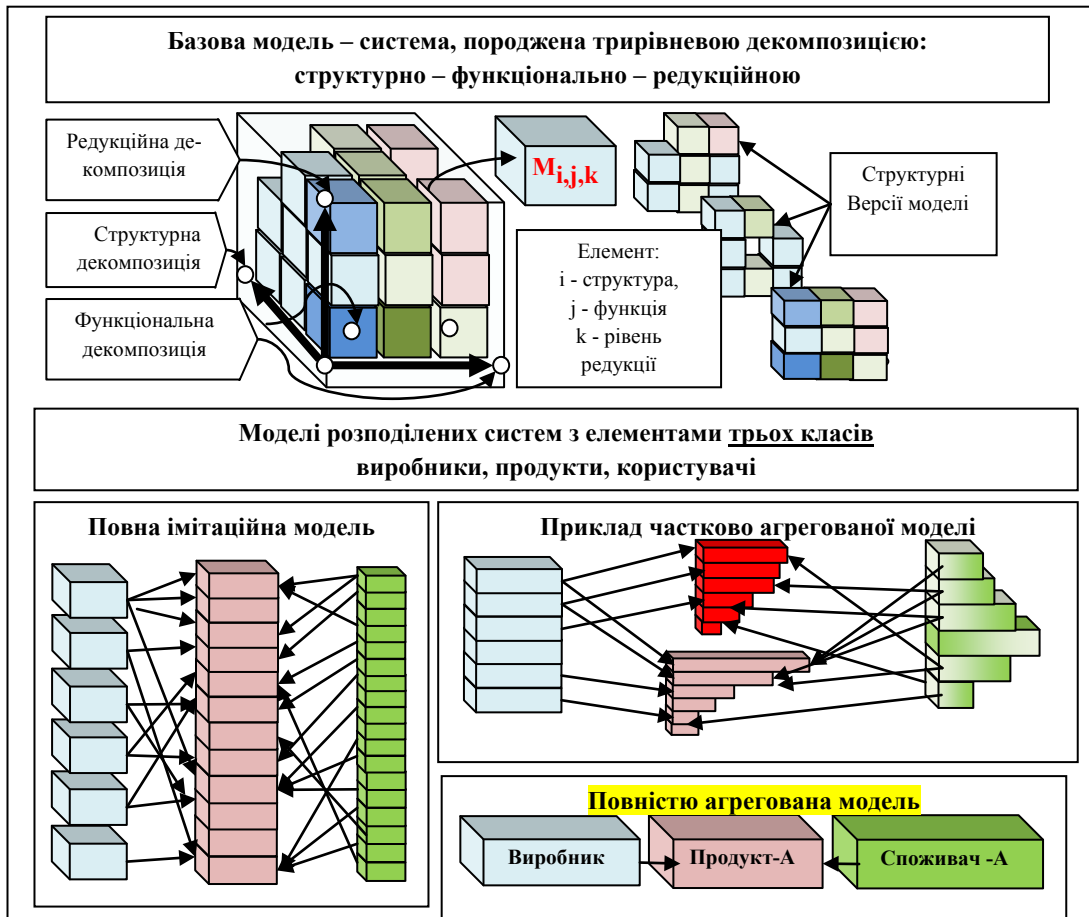 Базова модель – система, породжена трирівневою декомпозицією:
структурно – функціонально – редукційною
Редукційна де-
композиція
Структурна
декомпозиція
Функціональна
декомпозиція
Mi,j,k
Елемент:
i - структура,
j - функція
k - рівень
редукції
Структурні
Версії моделі
Моделі розподілених систем з елементами трьох класів
виробники, продукти, користувачі
Повна імітаційна модель
Приклад частково агрегованої моделі
Повністю агрегована модель
Виробник
Продукт-А
Споживач -А